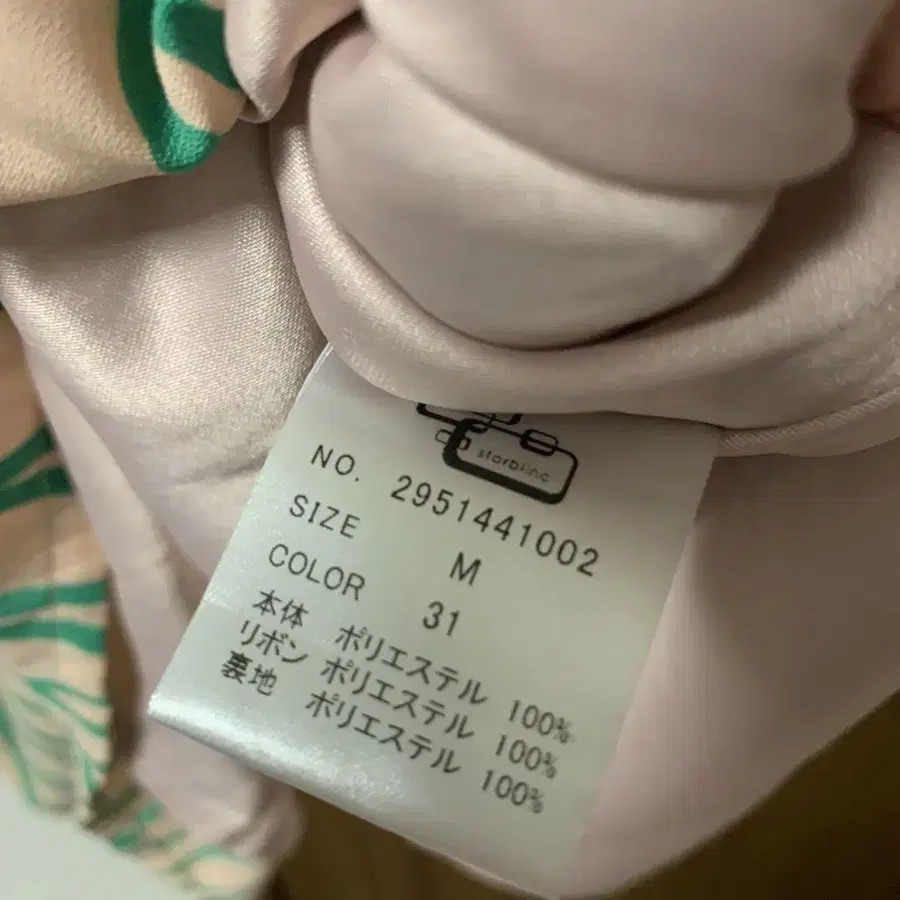 starblinc
NO. 2951441002
SIZE M
COLOR 31
本体 ポリエステル 100%
リボン ポリエステル 100%
裏地 ポリエステル 100%